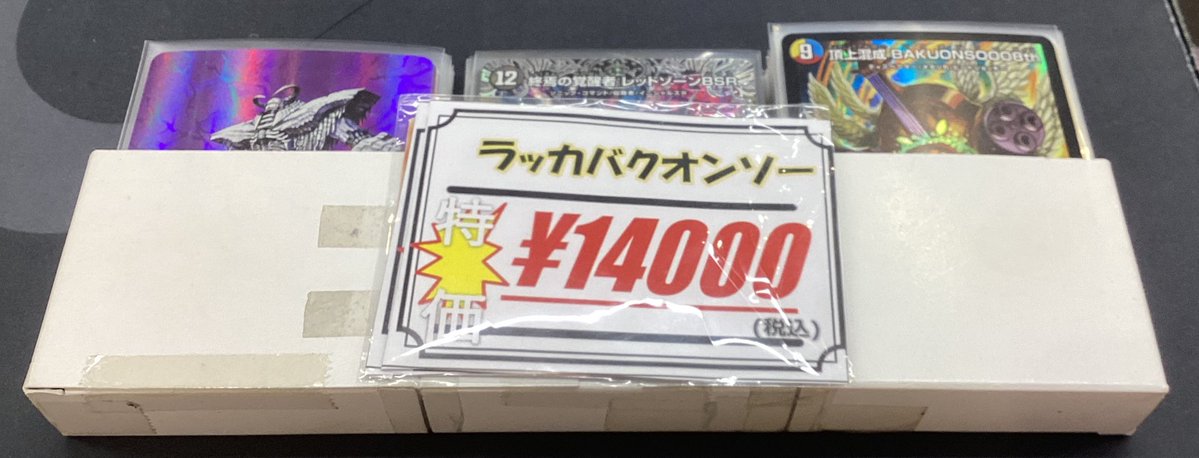 12 終焉の覚醒者 レッドゾーンBSR
9 頂上混成 BAKUONSOOO8th
ラッカバクオンソー
特価
¥14000
(税込)